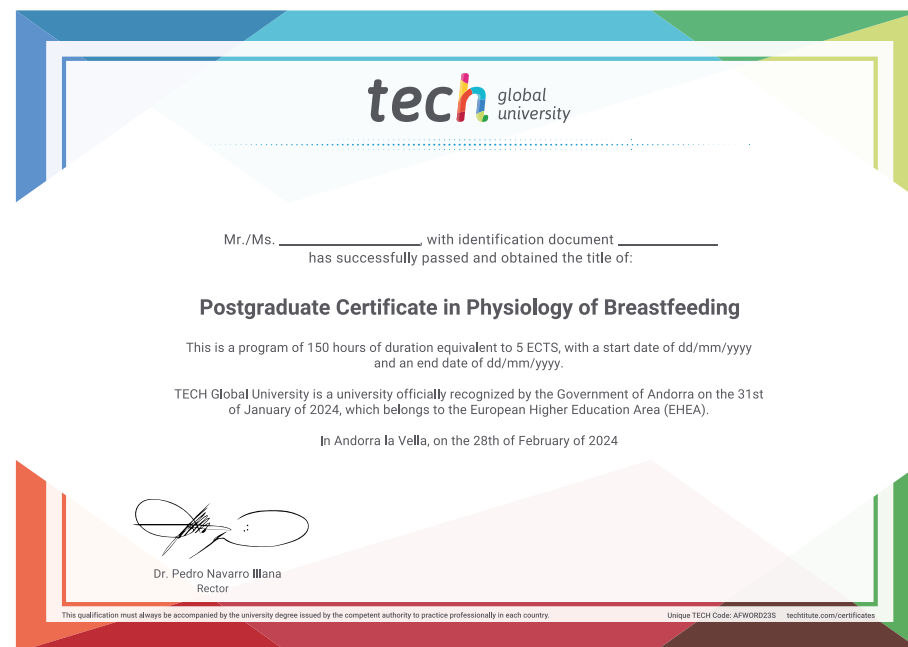 tech global
university
Mr./Ms. ____________, with identification document ____________
has successfully passed and obtained the title of:
Postgraduate Certificate in Physiology of Breastfeeding
This is a program of 150 hours of duration equivalent to 5 ECTS, with a start date of dd/mm/yyyy
and an end date of dd/mm/yyyy.
TECH Global University is a university officially recognized by the Government of Andorra on the 31st
of January of 2024, which belongs to the European Higher Education Area (EHEA).
In Andorra la Vella, on the 28th of February of 2024
Dr. Pedro Navarro Illana
Rector
This qualification must always be accompanied by the university degree issued by the competent authority to practice professionally in each country.
Unique TECH Code: AFWORD23S techtitute.com/certificates